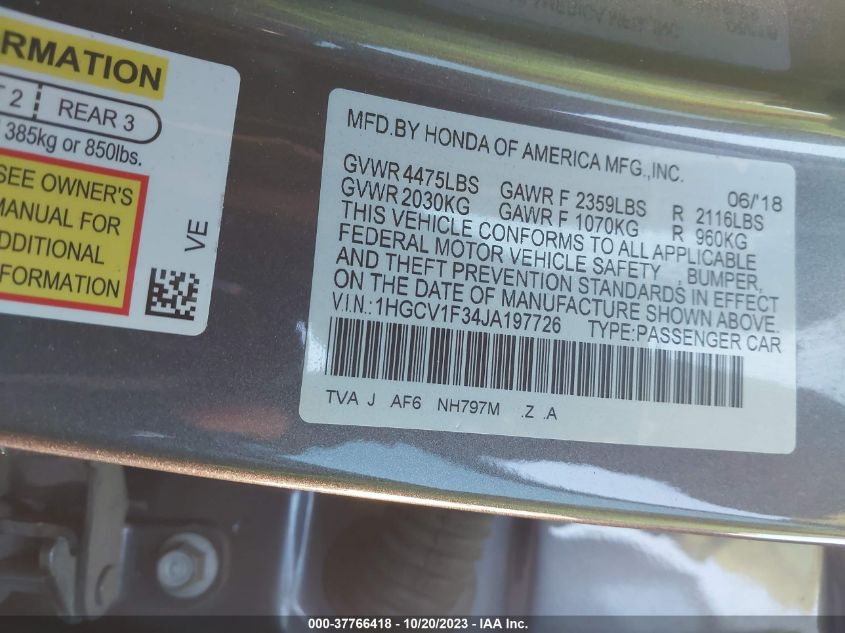 RMATION
T 2 REAR 3
385kg or 850lbs.
SEE OWNER'S
MANUAL FOR
ADDITIONAL
INFORMATION
VE
MFD.BY HONDA OF AMERICA MFG.,INC.
06/'18
GVWR 4475LBS GAWR F 2359LBS R 2116LBS
GVWR 2030KG GAWR F 1070KG R 960KG
THIS VEHICLE CONFORMS TO ALL APPLICABLE
FEDERAL MOTOR VEHICLE SAFETY , BUMPER,
AND THEFT PREVENTION STANDARDS IN EFFECT
ON THE DATE OF MANUFACTURE SHOWN ABOVE.
V.I.N.:1HGCV1F34JA197726 TYPE:PASSENGER CAR
TVA J AF6 NH797M .Z .A
000-37766418 - 10/20/2023 - IAA, Inc.